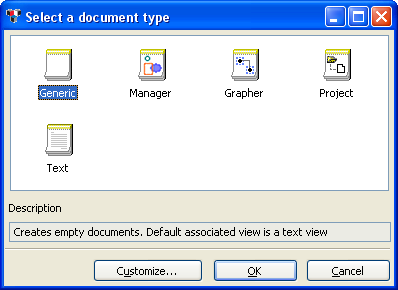 Select a document type
Generic Manager Grapher Project
Text
Description
Creates empty documents. Default associated view is a text view
Customize... OK Cancel